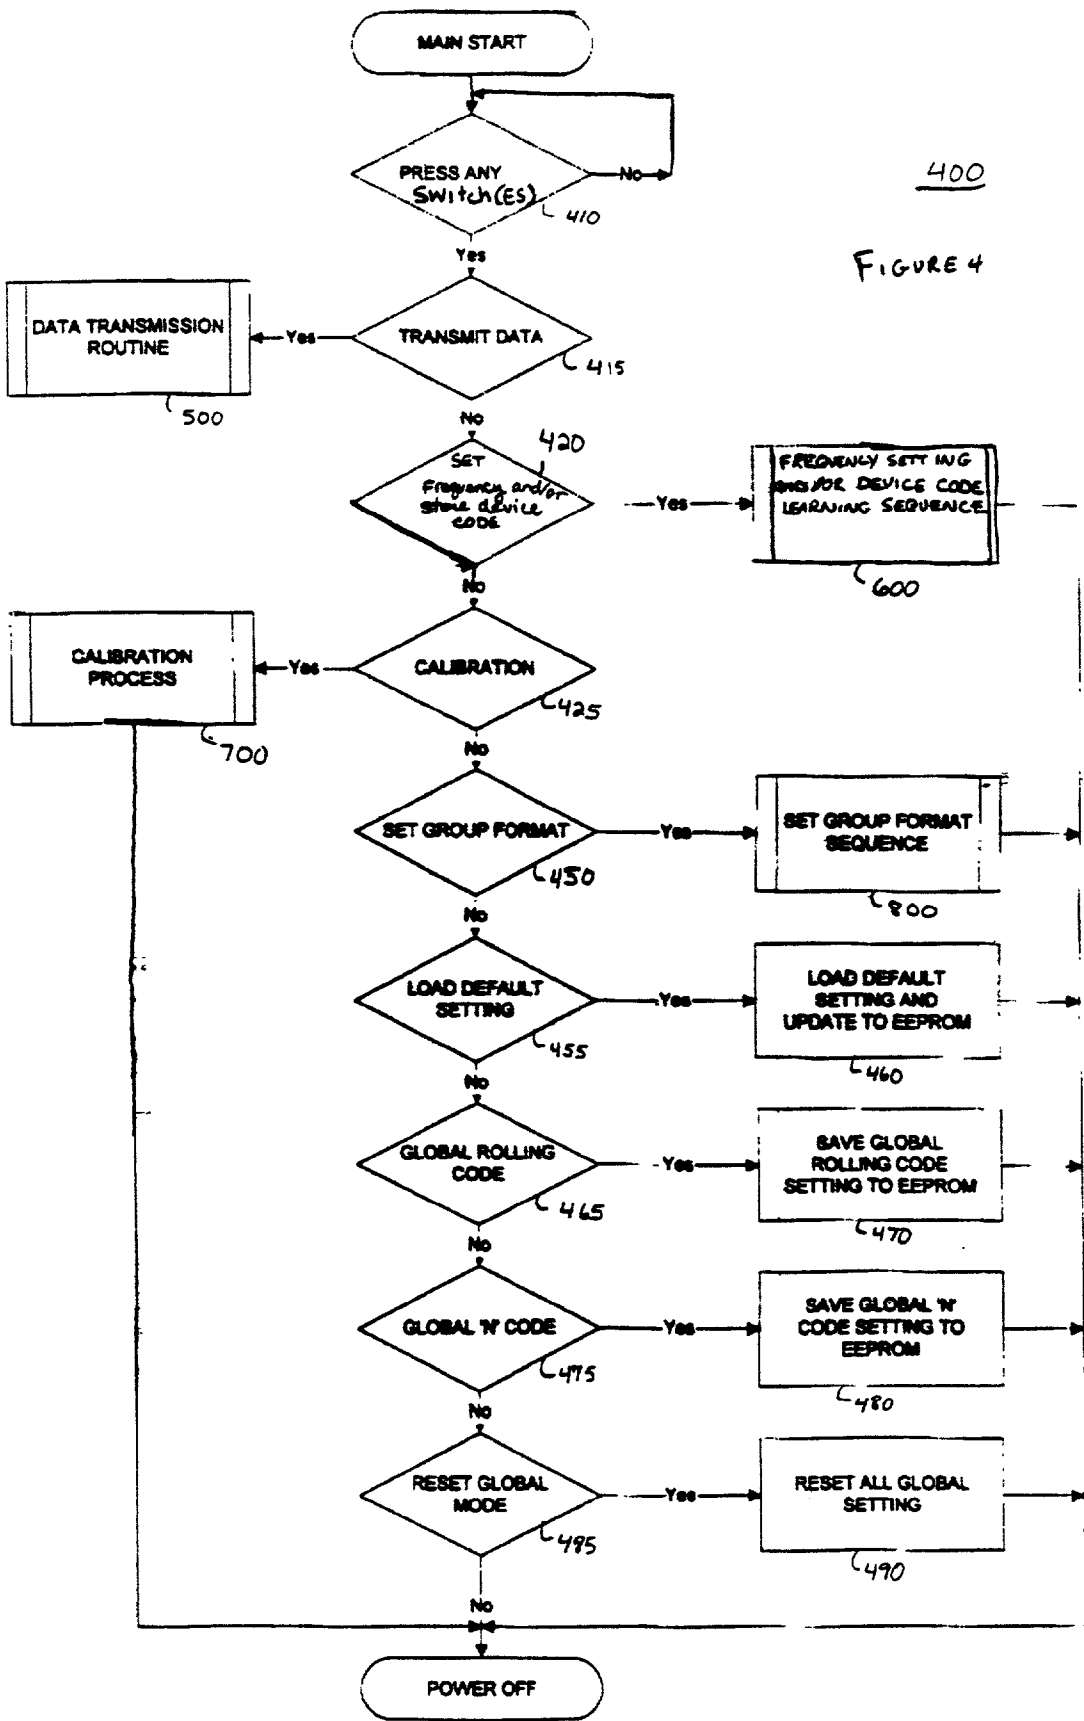 MAIN START
PRESS ANY
Switch(ES)
No
410
400
FIGURE 4
Yes
DATA TRANSMISSION
ROUTINE
500
Yes
TRANSMIT DATA
415
No
420
SET
Frequency and/or
store device
CODE
Yes
FREQUENCY SETTING
AND/OR DEVICE CODE
LEARNING SEQUENCE
600
No
CALIBRATION
PROCESS
700
Yes
CALIBRATION
425
No
SET GROUP FORMAT
450
Yes
SET GROUP FORMAT
SEQUENCE
800
No
LOAD DEFAULT
SETTING
455
Yes
LOAD DEFAULT
SETTING AND
UPDATE TO EEPROM
460
No
GLOBAL ROLLING
CODE
465
Yes
SAVE GLOBAL
ROLLING CODE
SETTING TO EEPROM
470
No
GLOBAL 'N' CODE
475
Yes
SAVE GLOBAL 'N'
CODE SETTING TO
EEPROM
480
No
RESET GLOBAL
MODE
485
Yes
RESET ALL GLOBAL
SETTING
490
No
POWER OFF